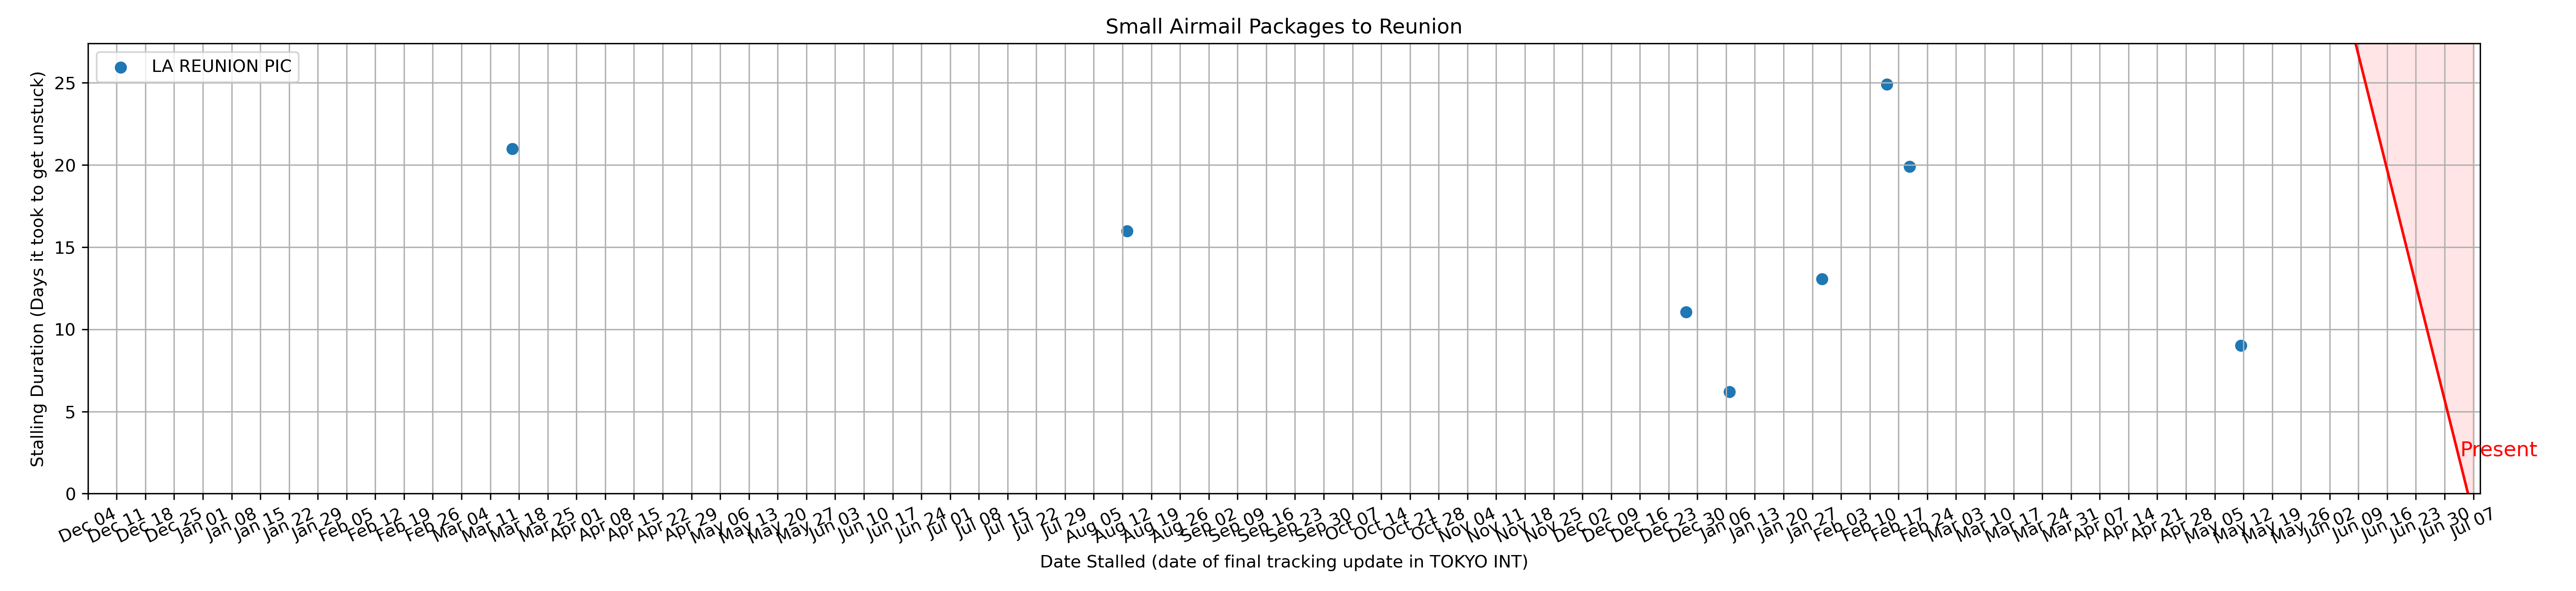 Small Airmail Packages to Reunion
LA REUNION PIC
Stalling Duration (Days it took to get unstuck)
25
20
15
10
5
0
Present
Dec 04 Dec 11 Dec 18 Dec 25 Jan 01 Jan 08 Jan 15 Jan 22 Jan 29 Feb 05 Feb 12 Feb 19 Feb 26 Mar 04 Mar 11 Mar 18 Mar 25 Apr 01 Apr 08 Apr 15 Apr 22 Apr 29 May 06 May 13 May 20 May 27 Jun 03 Jun 10 Jun 17 Jun 24 Jul 01 Jul 08 Jul 15 Jul 22 Jul 29 Aug 05 Aug 12 Aug 19 Aug 26 Sep 02 Sep 09 Sep 16 Sep 23 Sep 30 Oct 07 Oct 14 Oct 21 Oct 28 Nov 04 Nov 11 Nov 18 Nov 25 Dec 02 Dec 09 Dec 16 Dec 23 Dec 30 Jan 06 Jan 13 Jan 20 Jan 27 Feb 03 Feb 10 Feb 17 Feb 24 Mar 03 Mar 10 Mar 17 Mar 24 Mar 31 Apr 07 Apr 14 Apr 21 Apr 28 May 05 May 12 May 19 May 26 Jun 02 Jun 09 Jun 16 Jun 23 Jun 30 Jul 07
Date Stalled (date of final tracking update in TOKYO INT)